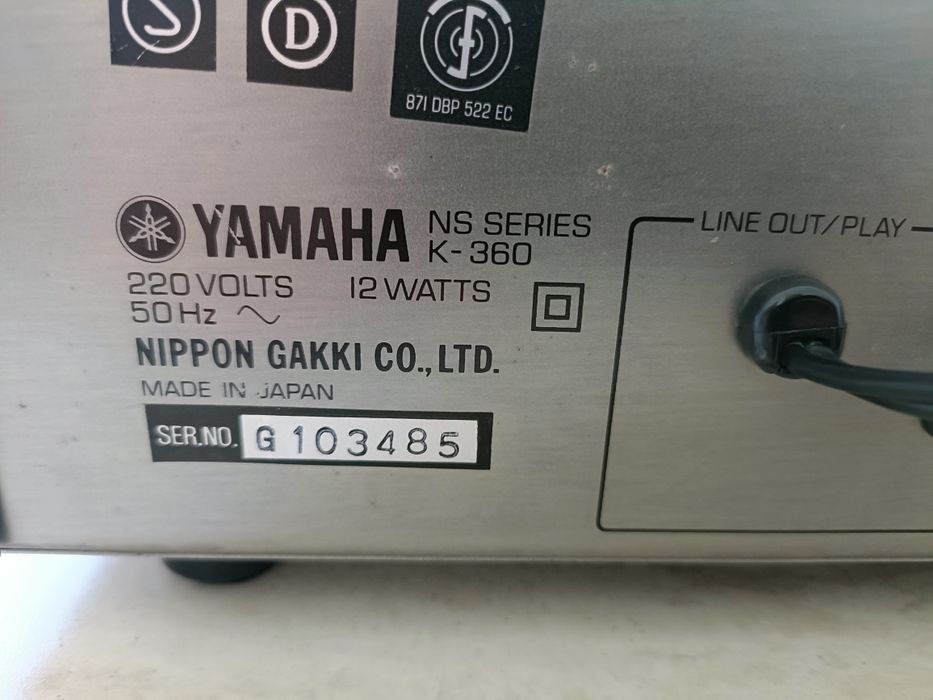 S
D
871 DBP 522 EC
YAMAHA NS SERIES
K-360
220 VOLTS 12 WATTS
50 Hz
NIPPON GAKKI CO., LTD.
MADE IN JAPAN
SER.NO. G 103485
LINE OUT/PLAY